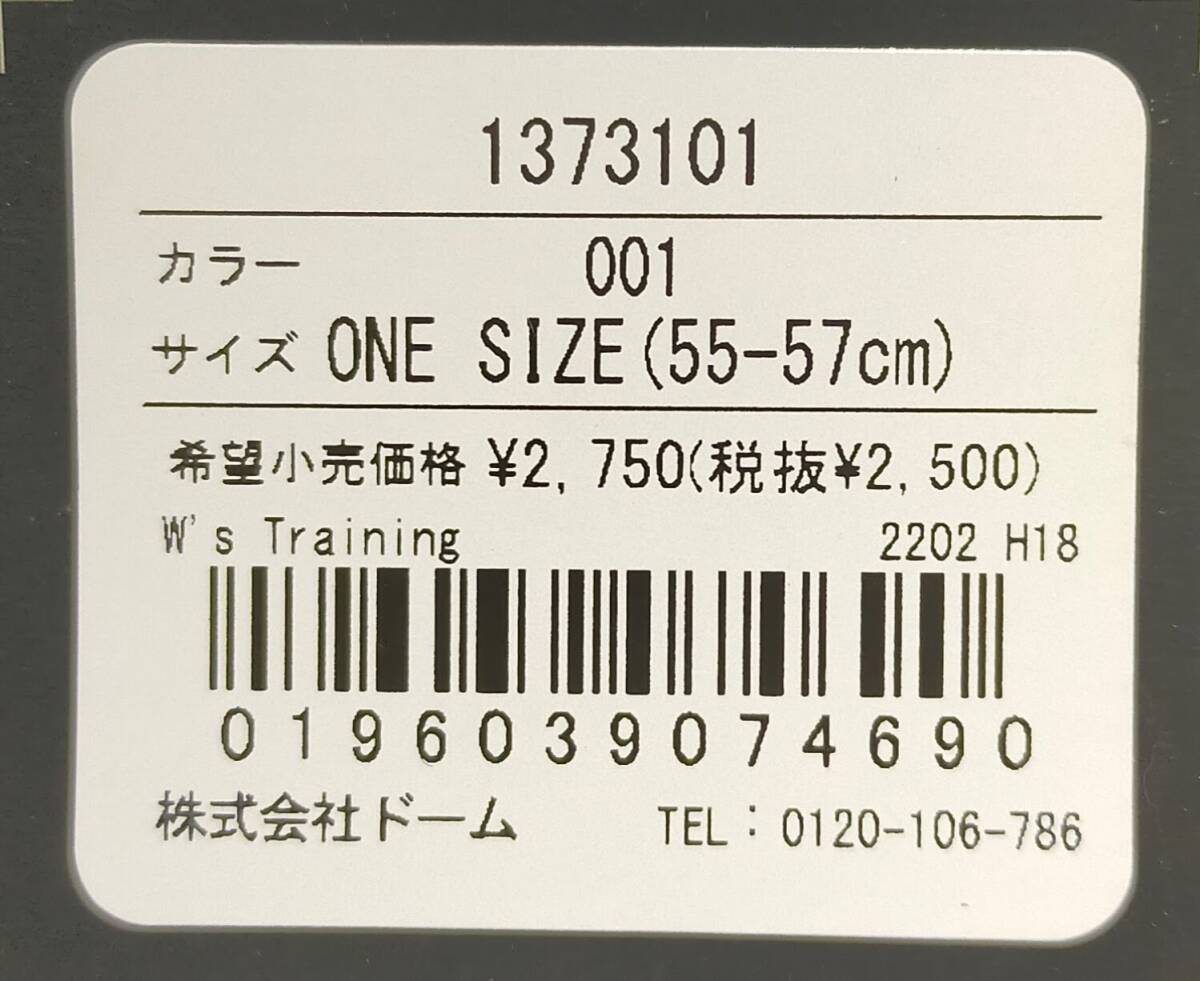 1373101
カラー 001
サイズ ONE SIZE(55-57cm)
希望小売価格 ¥2,750(税抜¥2,500)
W's Training 2202 H18
0196039074690
株式会社ドーム TEL：0120-106-786